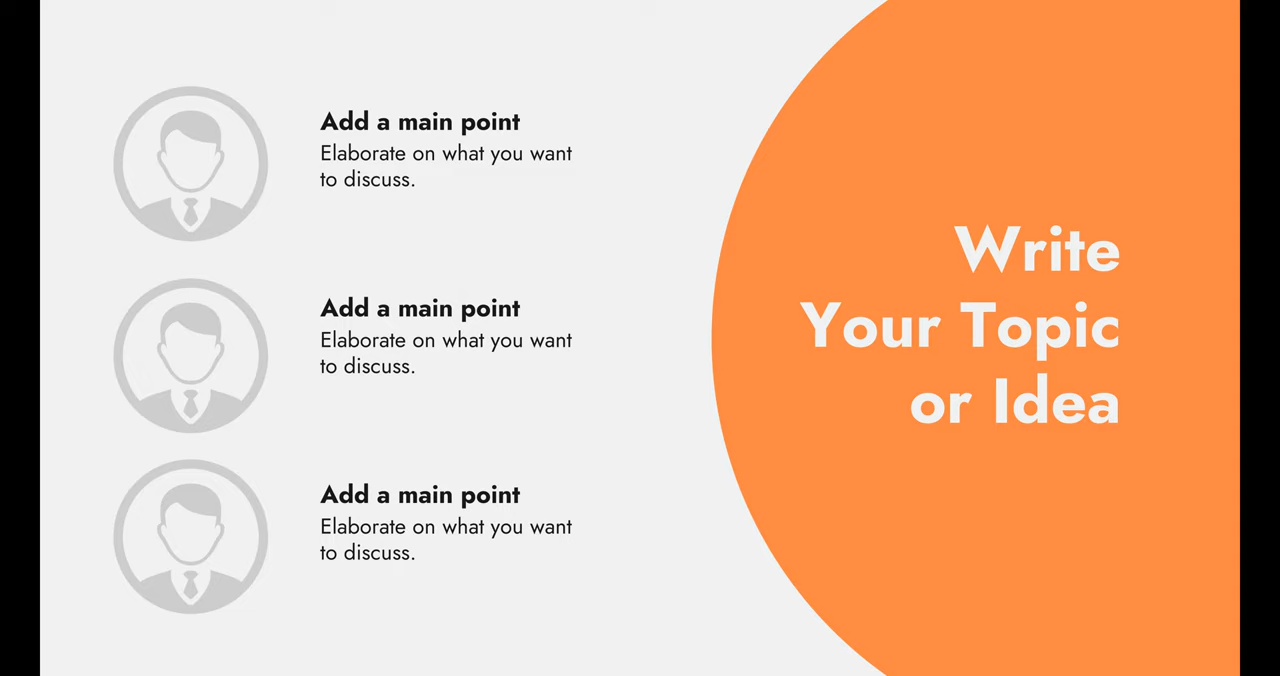 Add a main point
Elaborate on what you want
to discuss.
Add a main point
Elaborate on what you want
to discuss.
Add a main point
Elaborate on what you want
to discuss.
Write
Your Topic
or Idea